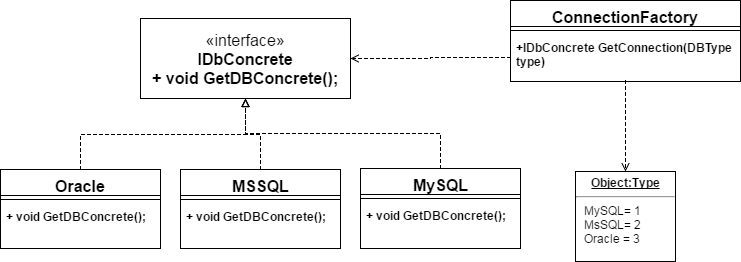 «interface»
IDbConcrete
+ void GetDBConcrete();
ConnectionFactory
+IDbConcrete GetConnection(DBType
type)
Oracle
+ void GetDBConcrete();
MSSQL
+ void GetDBConcrete();
MySQL
+ void GetDBConcrete();
Object:Type
MySQL= 1
MsSQL= 2
Oracle = 3